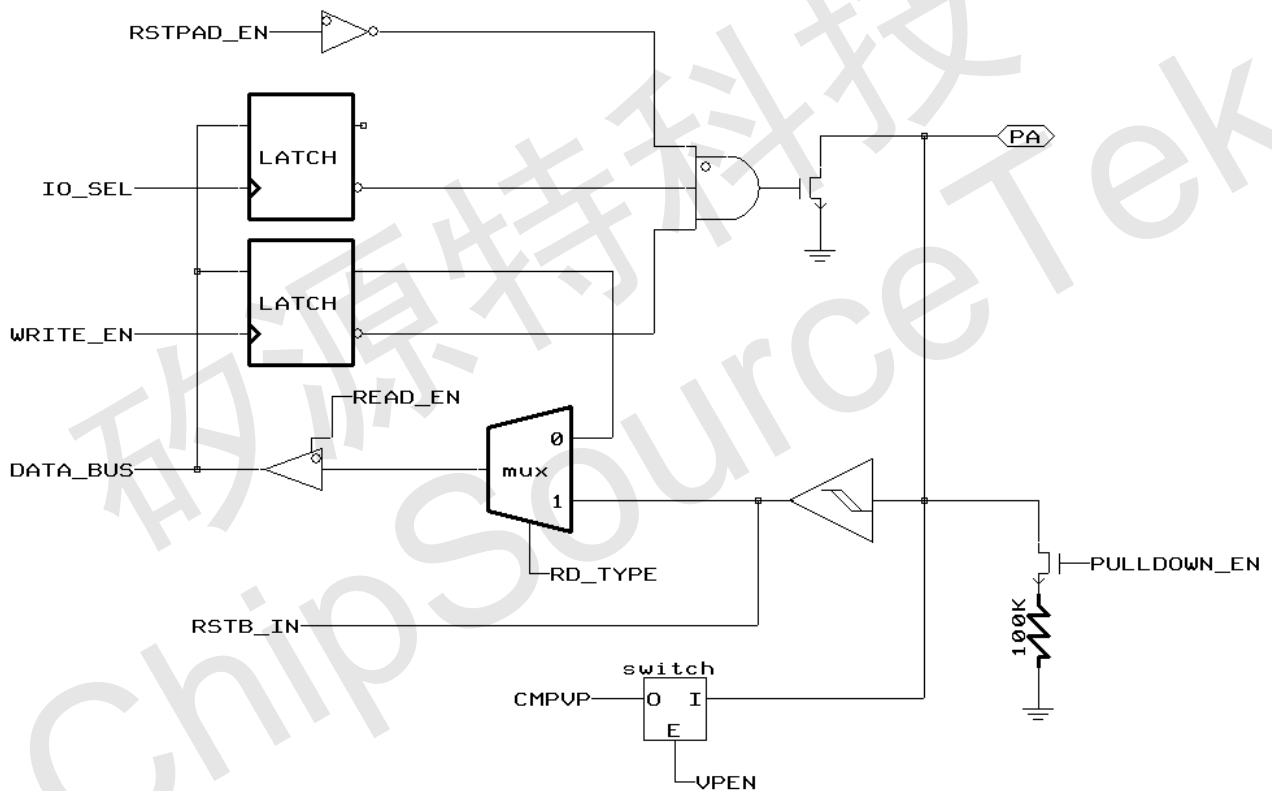 RSTPAD_EN
PA
LATCH
IO_SEL
LATCH
WRITE_EN
READ_EN
0
DATA_BUS
mux
1
RD_TYPE
PULLDOWN_EN
RSTB_IN
100K
switch
CMPVP
O I
E
VPEN
矽源特科技
ChipSourceTek